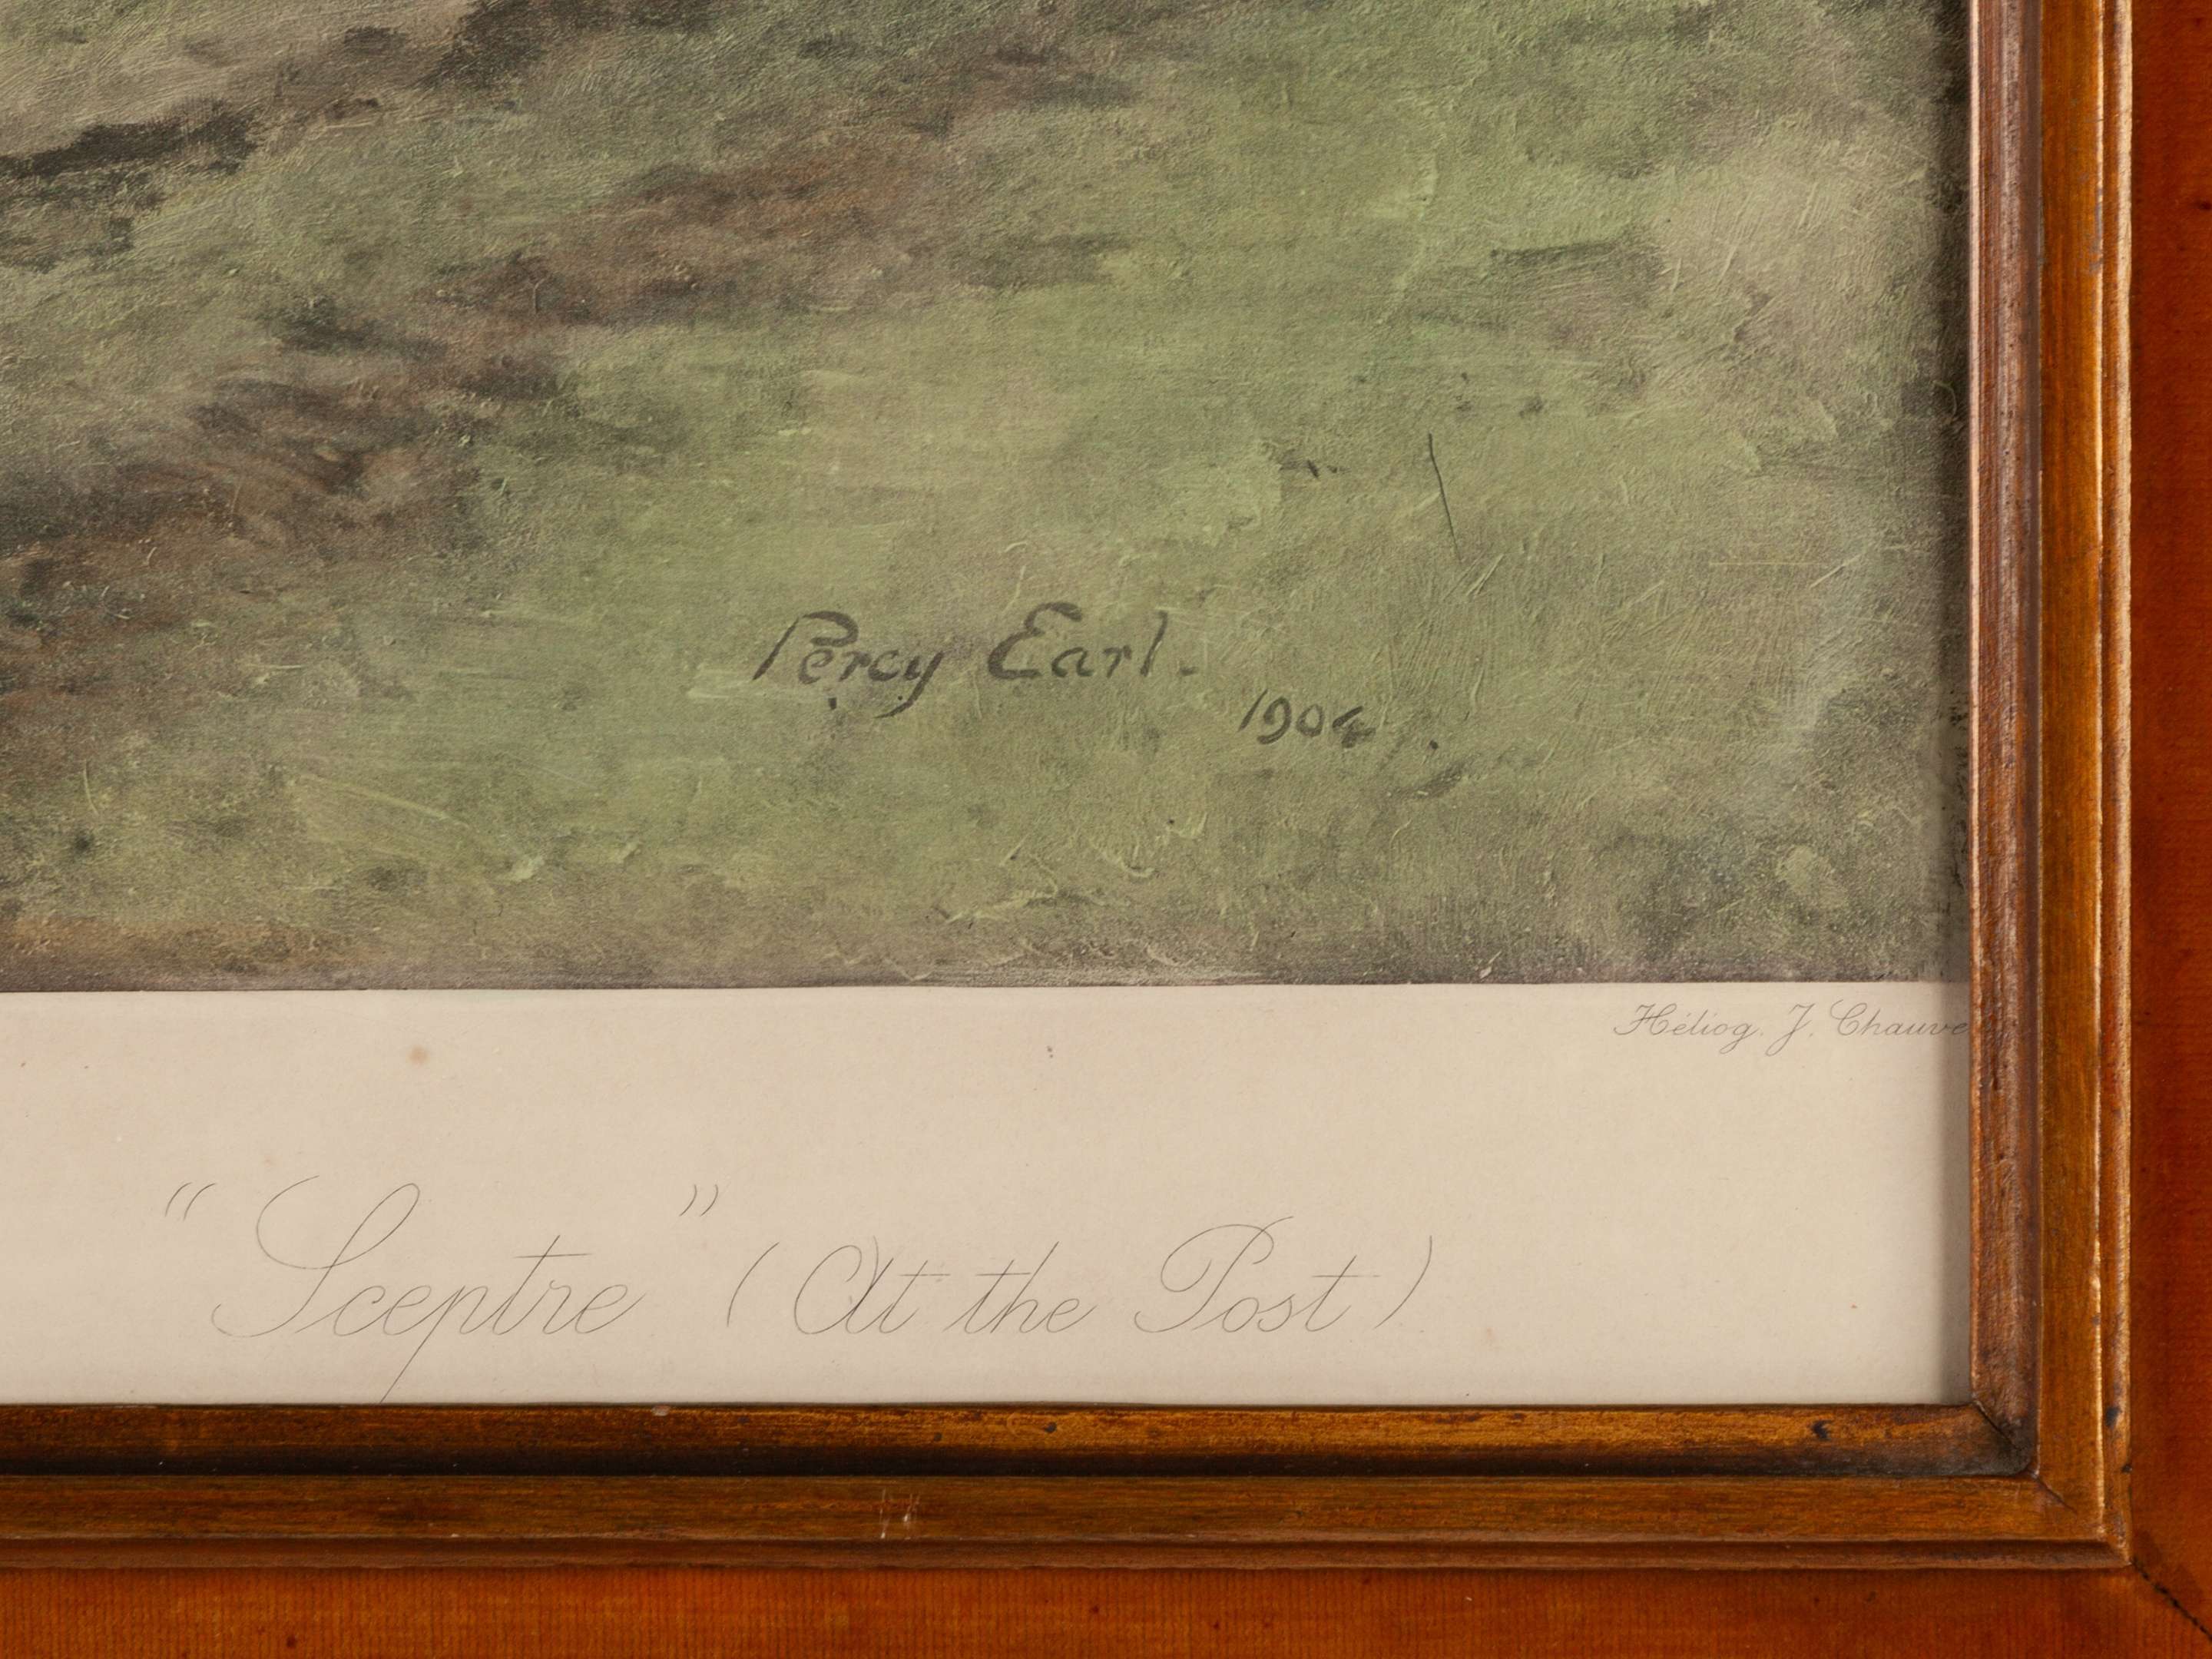 Percy Earl.
1904.
Héliog. J. Chauve
"Sceptre" (At the Post)